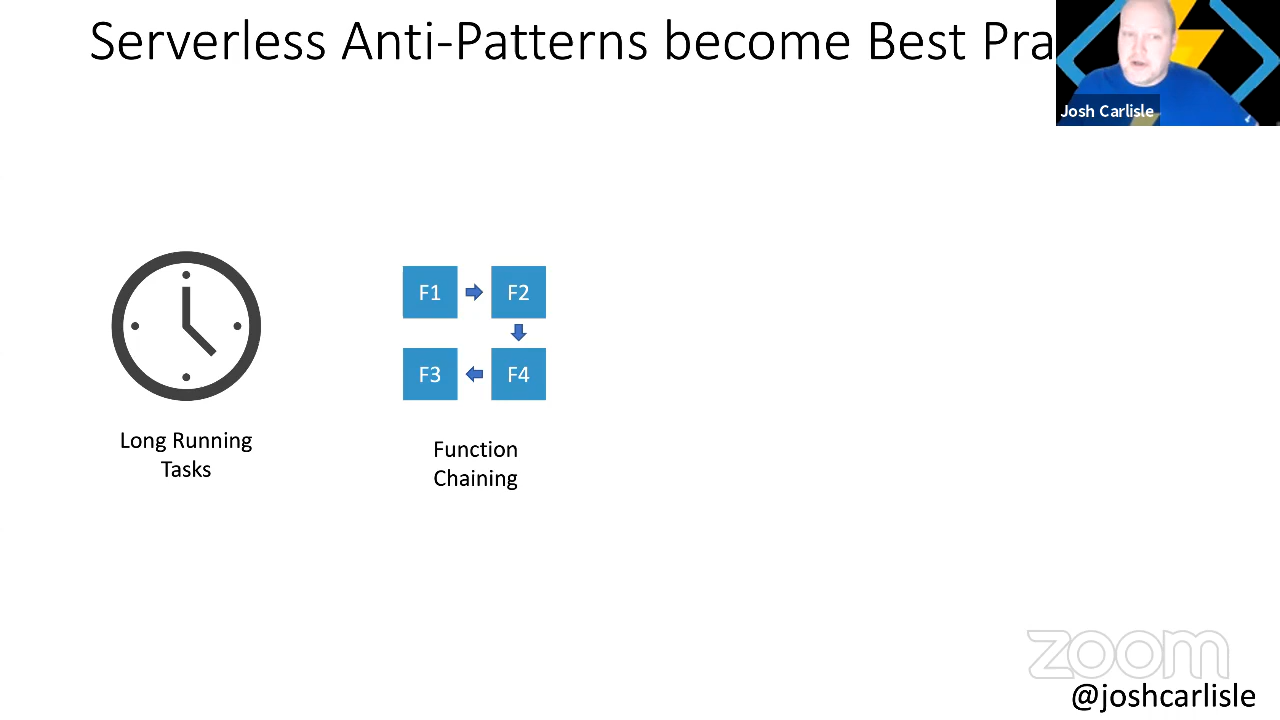 Serverless Anti-Patterns become Best Pra
Josh Carlisle
F1
F2
F3
F4
Long Running
Tasks
Function
Chaining
zoom
@joshcarlisle